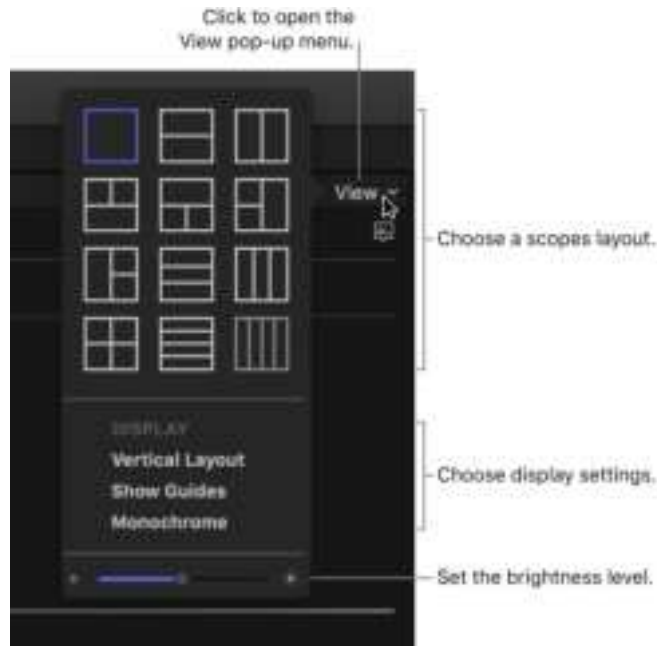 Click to open the
View pop-up menu.
View
Choose a scopes layout.
DISPLAY
Vertical Layout
Show Guides
Monochrome
Choose display settings.
Set the brightness level.